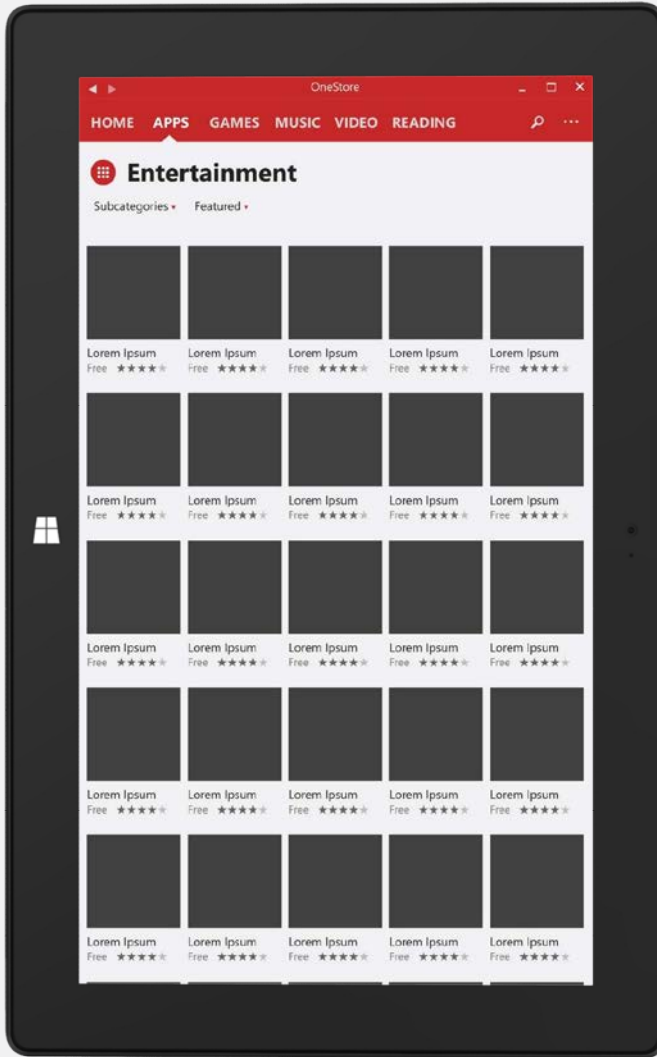 OneStore
HOME APPS GAMES MUSIC VIDEO READING
Entertainment
Subcategories Featured
Lorem Ipsum Lorem Ipsum Lorem Ipsum Lorem Ipsum Lorem Ipsum
Free Free Free Free Free
Lorem Ipsum Lorem Ipsum Lorem Ipsum Lorem Ipsum Lorem Ipsum
Free Free Free Free Free
Lorem Ipsum Lorem Ipsum Lorem Ipsum Lorem Ipsum Lorem Ipsum
Free Free Free Free Free
Lorem Ipsum Lorem Ipsum Lorem Ipsum Lorem Ipsum Lorem Ipsum
Free Free Free Free Free
Lorem Ipsum Lorem Ipsum Lorem Ipsum Lorem Ipsum Lorem Ipsum
Free Free Free Free Free